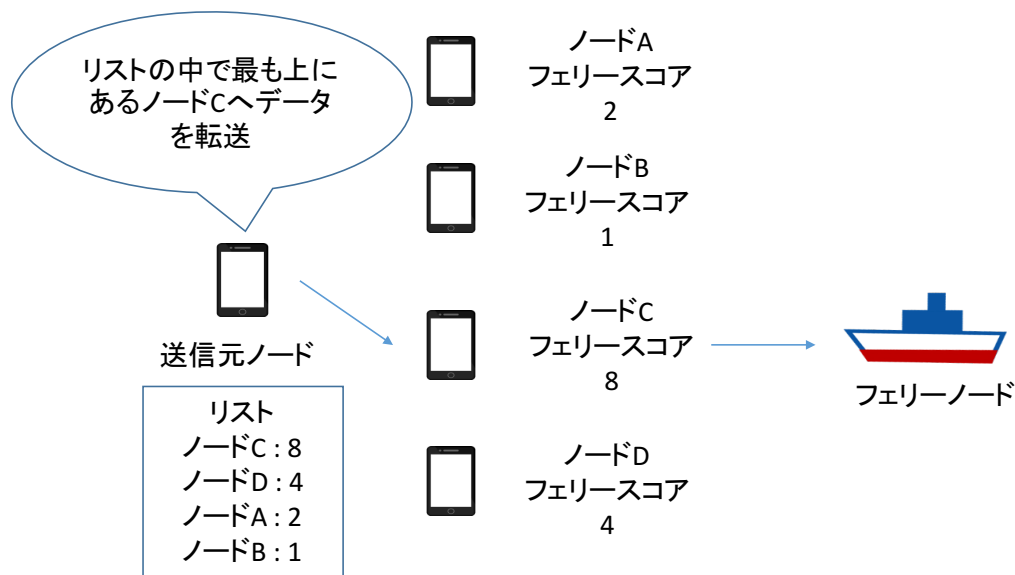 リストの中で最も上に
あるノードCへデータ
を転送
送信元ノード
リスト
ノードC : 8
ノードD : 4
ノードA : 2
ノードB : 1
ノードA
フェリースコア
2
ノードB
フェリースコア
1
ノードC
フェリースコア
8
ノードD
フェリースコア
4
フェリーノード